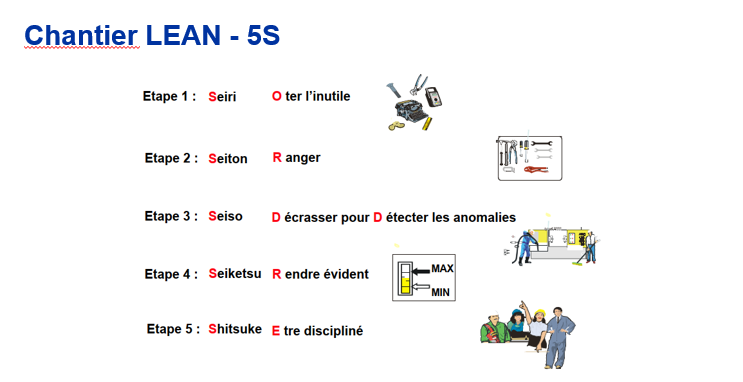 Chantier LEAN - 5S
Etape 1 : Seiri O ter l’inutile
Etape 2 : Seiton R anger
Etape 3 : Seiso D écrasser pour D étecter les anomalies
Etape 4 : Seiketsu R endre évident
MAX
MIN
Etape 5 : Shitsuke E tre discipliné